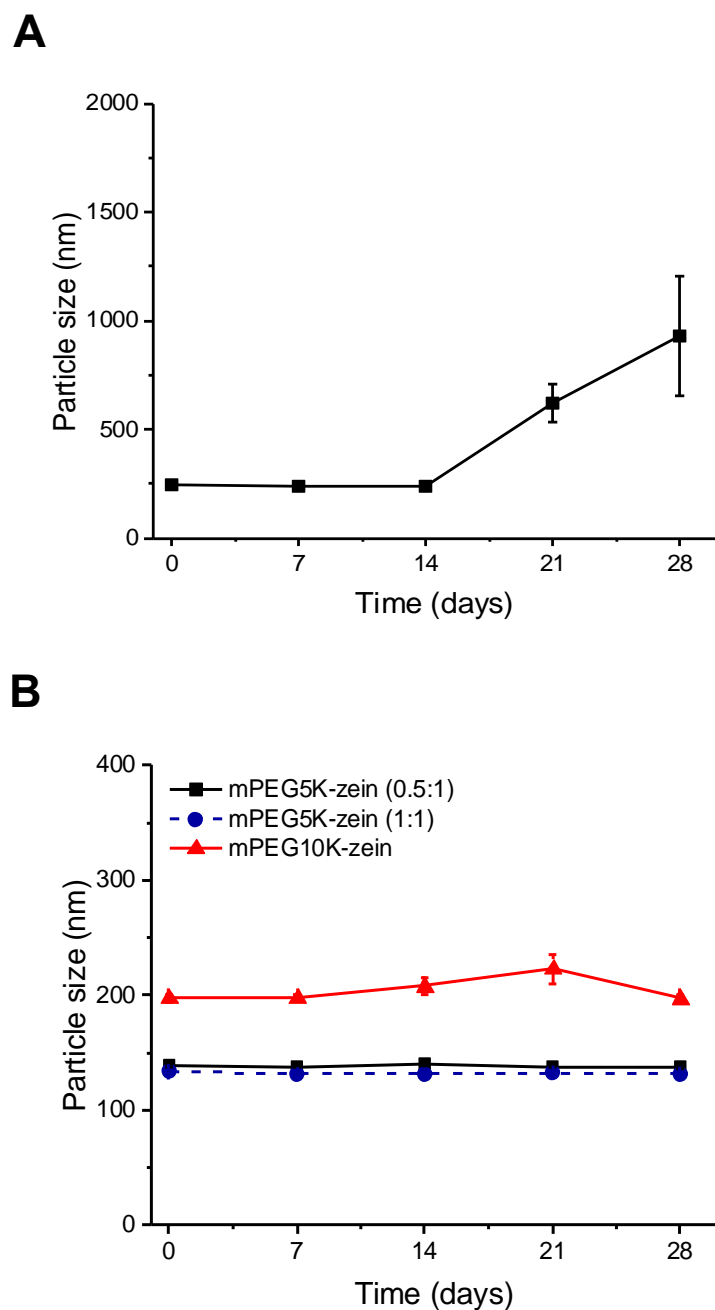 A
2000
1500
1000
500
0
Particle size (nm)
0 7 14 21 28
Time (days)
B
400
300
200
100
0
Particle size (nm)
mPEG5K-zein (0.5:1)
mPEG5K-zein (1:1)
mPEG10K-zein
0 7 14 21 28
Time (days)